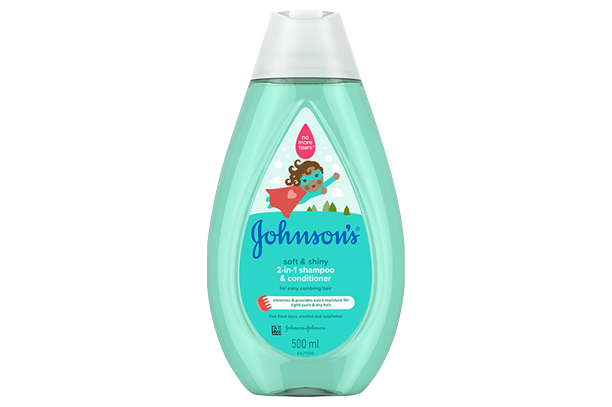 no
more
tears®
Johnson's®
soft & shiny
2-in-1 shampoo
& conditioner
for easy combing hair
cleanses & provides extra moisture for
tight curls & dry hair
free from dyes, alcohol and sulphates
Johnson+Johnson
500 ml